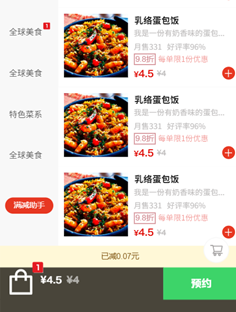 全球美食 1
全球美食
特色菜系
全球美食
满减助手
乳络蛋包饭
我是一份有奶香味的蛋包...
月售331 好评率96%
9.8折 每单限1份优惠
¥4.5 ¥4
乳络蛋包饭
我是一份有奶香味的蛋包...
月售331 好评率96%
9.8折 每单限1份优惠
¥4.5 ¥4
乳络蛋包饭
我是一份有奶香味的蛋包...
月售331 好评率96%
9.8折 每单限1份优惠
¥4.5 ¥4
已减0.07元
1
¥4.5 ¥4
预约